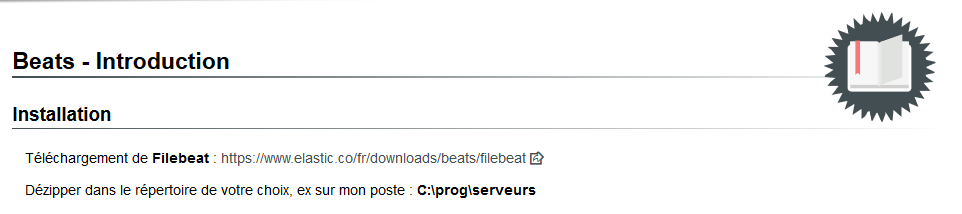 Beats - Introduction
Installation
Téléchargement de Filebeat : https://www.elastic.co/fr/downloads/beats/filebeat
Dézipper dans le répertoire de votre choix, ex sur mon poste : C:\prog\serveurs